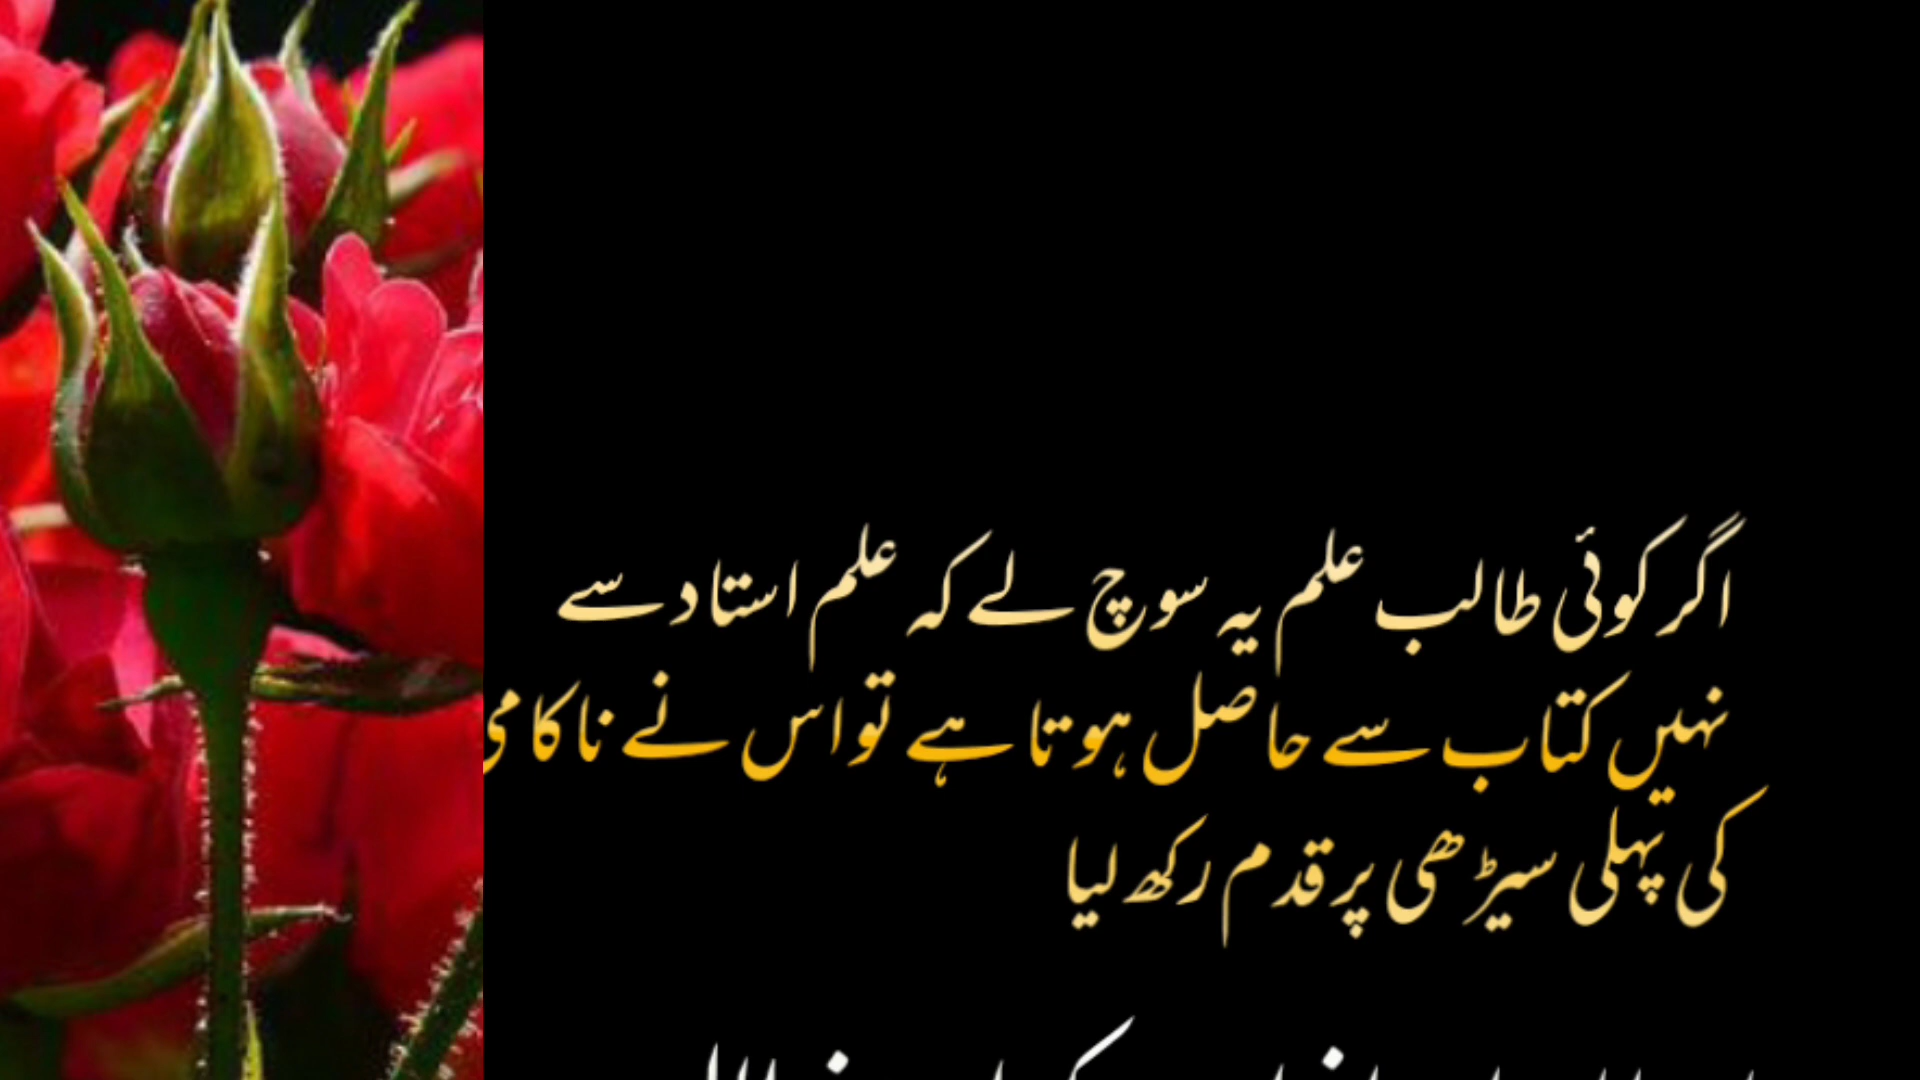 اگر کوئی طالب علم یہ سوچ لے کہ علم استاد سے
نہیں کتاب سے حاصل ہوتا ہے تو اس نے ناکامی
کی پہلی سیڑھی پر قدم رکھ لیا